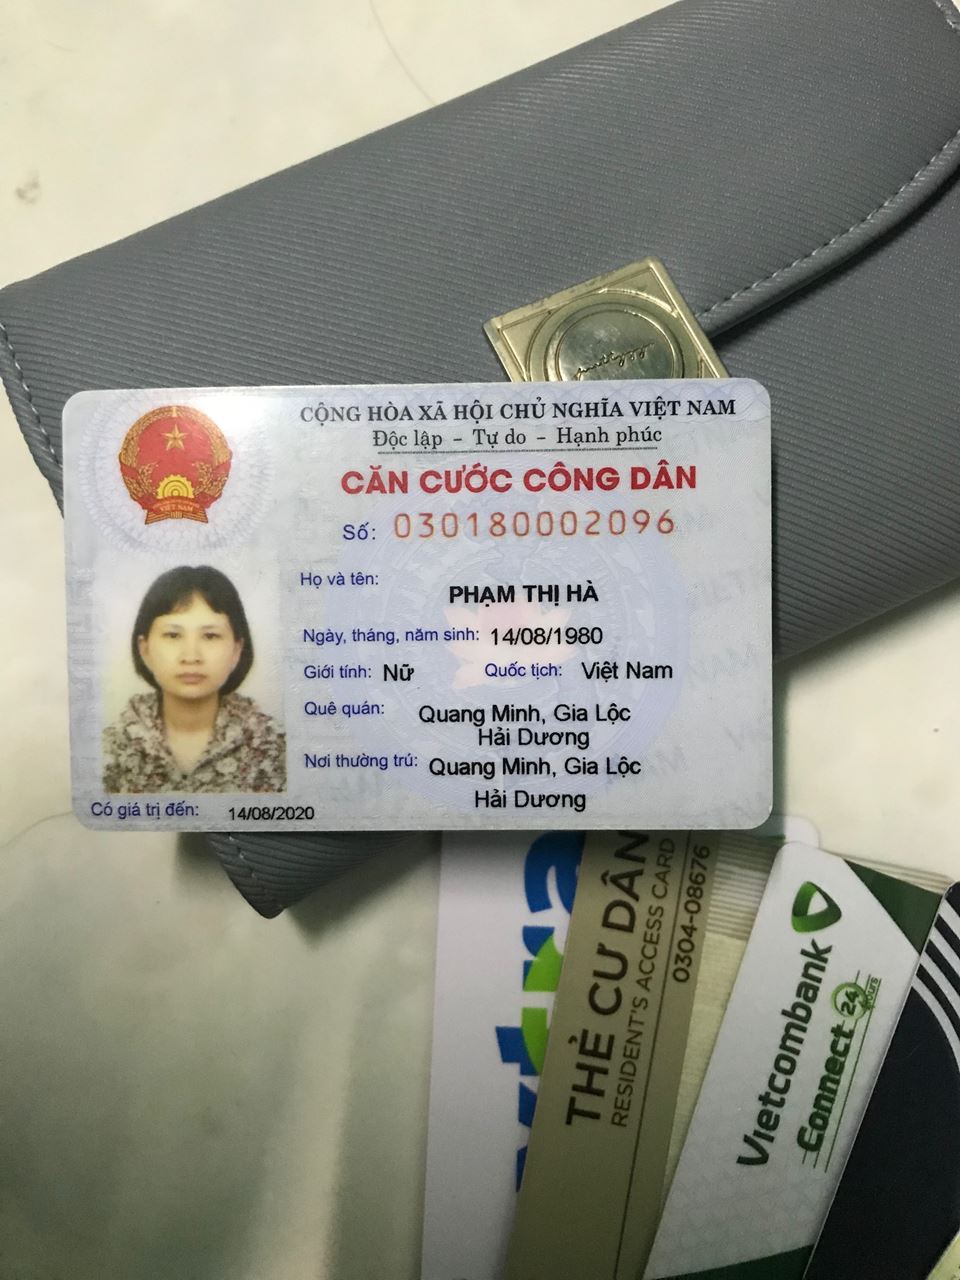 CỘNG HÒA XÃ HỘI CHỦ NGHĨA VIỆT NAM
Độc lập - Tự do - Hạnh phúc
CĂN CƯỚC CÔNG DÂN
Số: 030180002096
VIỆT NAM
Họ và tên:
PHẠM THỊ HÀ
Ngày, tháng, năm sinh: 14/08/1980
Giới tính: Nữ Quốc tịch: Việt Nam
Quê quán: Quang Minh, Gia Lộc
Hải Dương
Nơi thường trú: Quang Minh, Gia Lộc
Hải Dương
Có giá trị đến: 14/08/2020
THẺ CƯ DÂN
RESIDENT'S ACCESS CARD
0304-08676
Vietcombank
Connect 24
hours